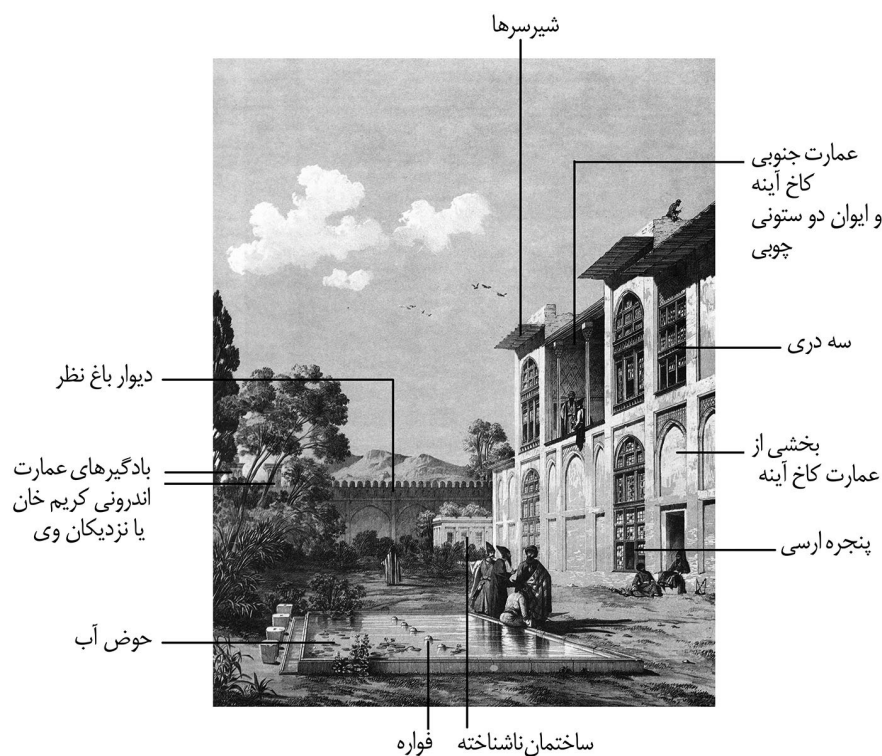 شیرسرها
عمارت جنوبی
کاخ آینه
و ایوان دو ستونی
چوبی
سه دری
دیوار باغ نظر
بخشی از
عمارت کاخ آینه
بادگیرهای عمارت
اندرونی کریم خان
یا نزدیکان وی
پنجره ارسی
حوض آب
ساختمان ناشناخته
فواره